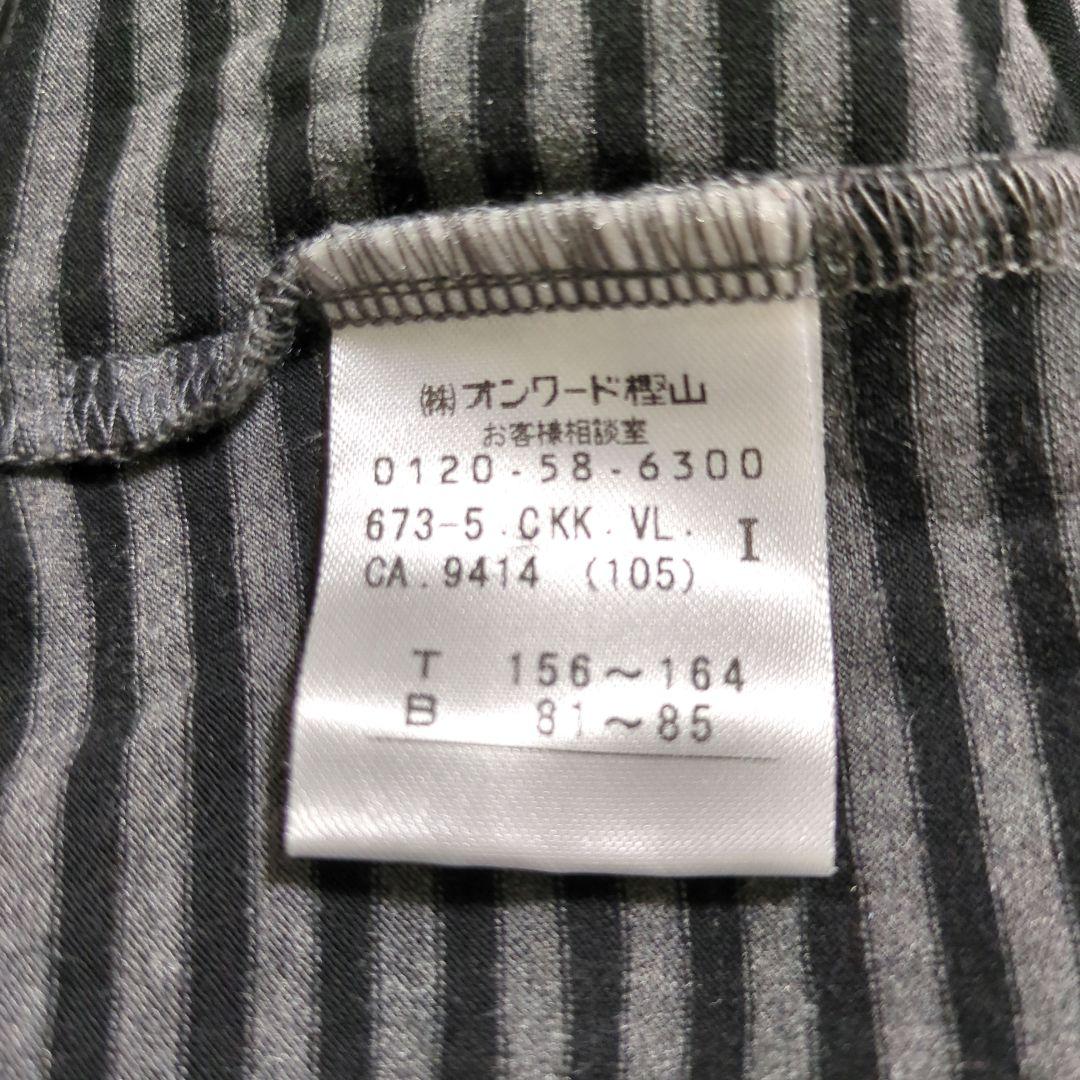 (株)オンワード樫山
お客様相談室
0120-58-6300
673-5.CKK.VL. I
CA.9414 (105)
T 156～164
B 81～85